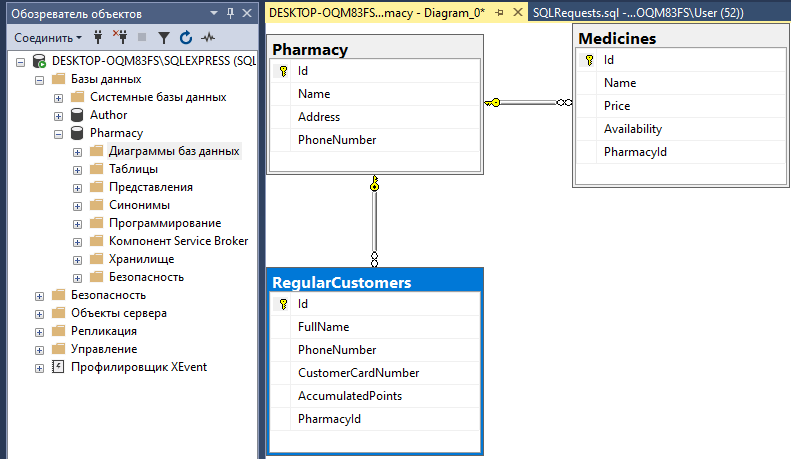 Обозреватель объектов
Соединить
DESKTOP-OQM83FS\SQLEXPRESS (SQL
Базы данных
Системные базы данных
Author
Pharmacy
Диаграммы баз данных
Таблицы
Представления
Синонимы
Программирование
Компонент Service Broker
Хранилище
Безопасность
Безопасность
Объекты сервера
Репликация
Управление
Профилировщик XEvent
DESKTOP-OQM83FS...macy - Diagram_0*
SQLRequests.sql -...OQM83FS\User (52))
Pharmacy
Id
Name
Address
PhoneNumber
Medicines
Id
Name
Price
Availability
PharmacyId
RegularCustomers
Id
FullName
PhoneNumber
CustomerCardNumber
AccumulatedPoints
PharmacyId